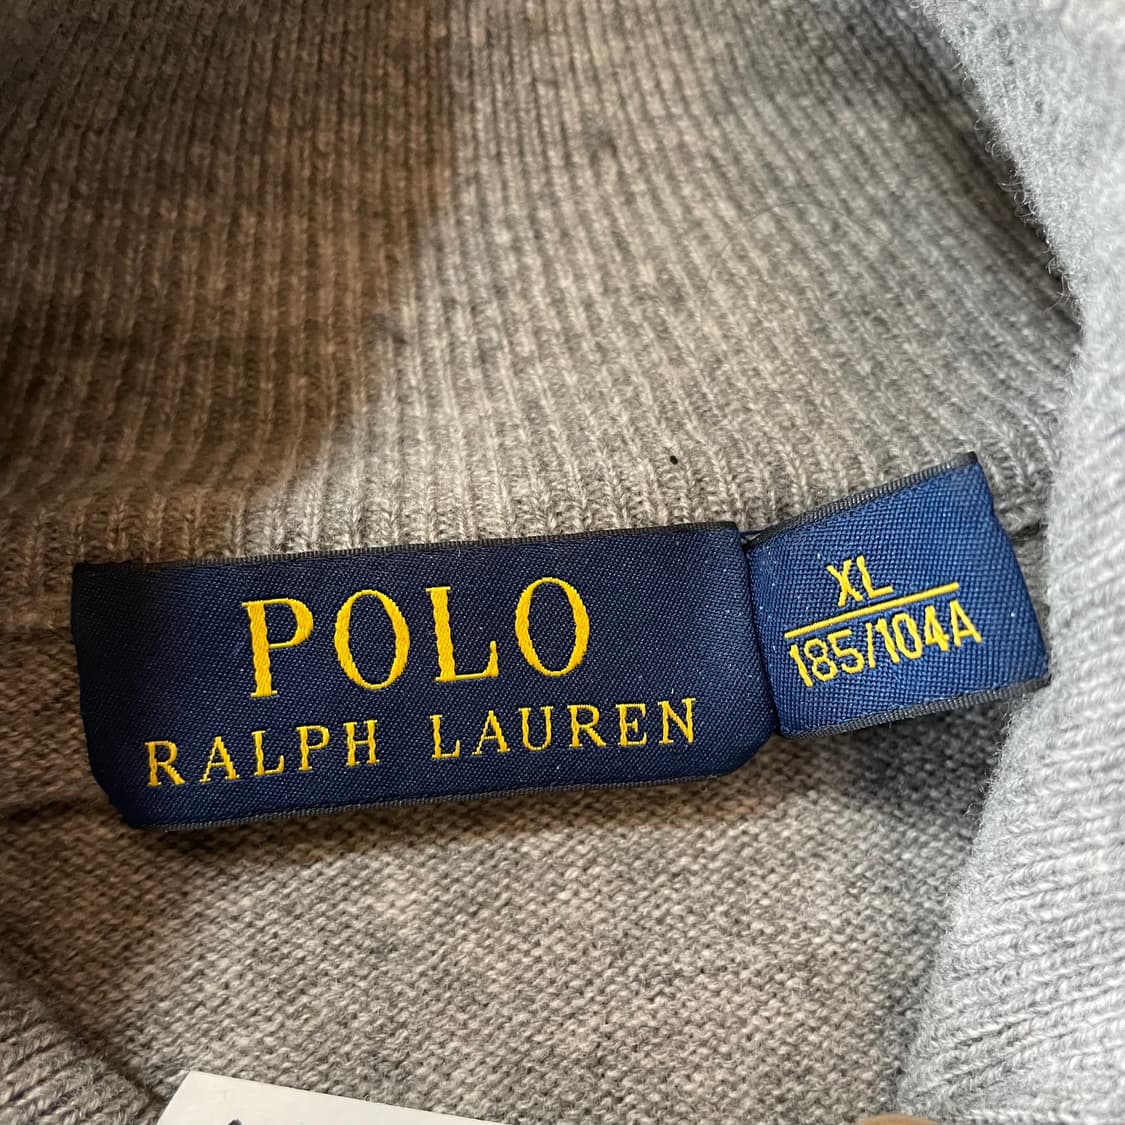 POLO
RALPH LAUREN
XL
185/104A